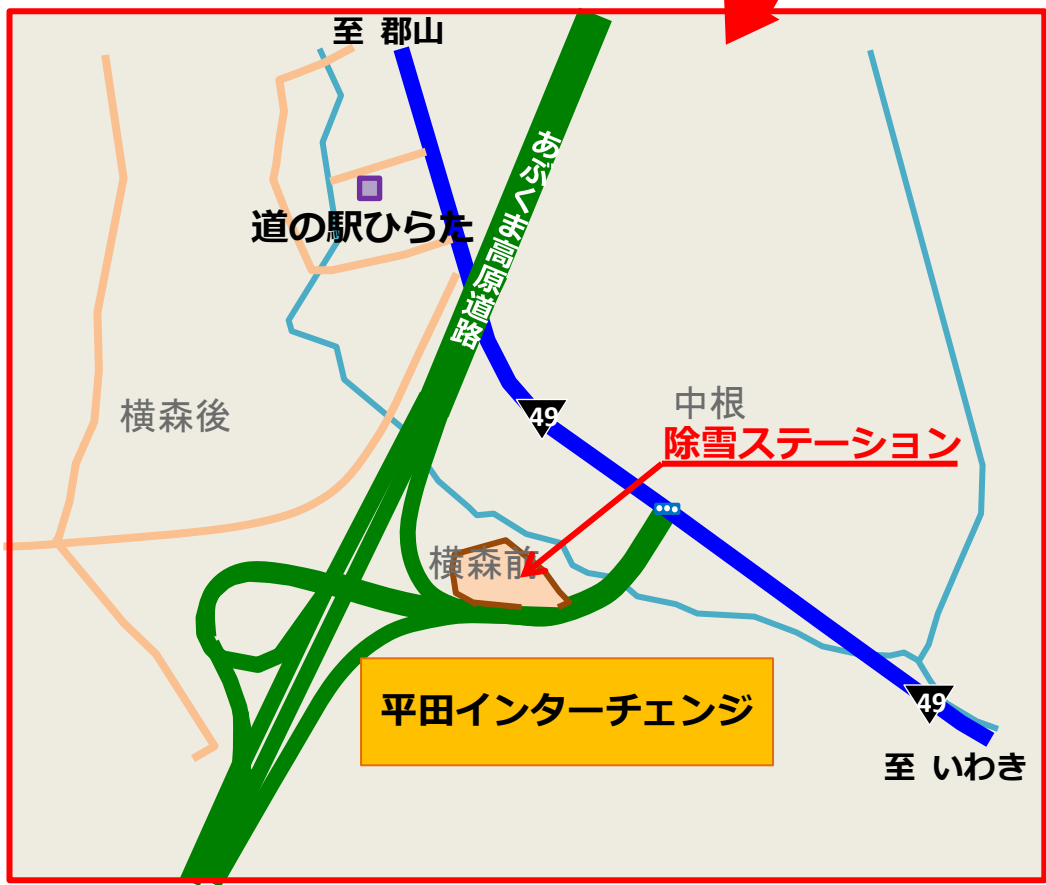 至 郡山
あぶくま高原道路
道の駅ひらた
横森後
中根
49
除雪ステーション
横森前
平田インターチェンジ
49
至 いわき